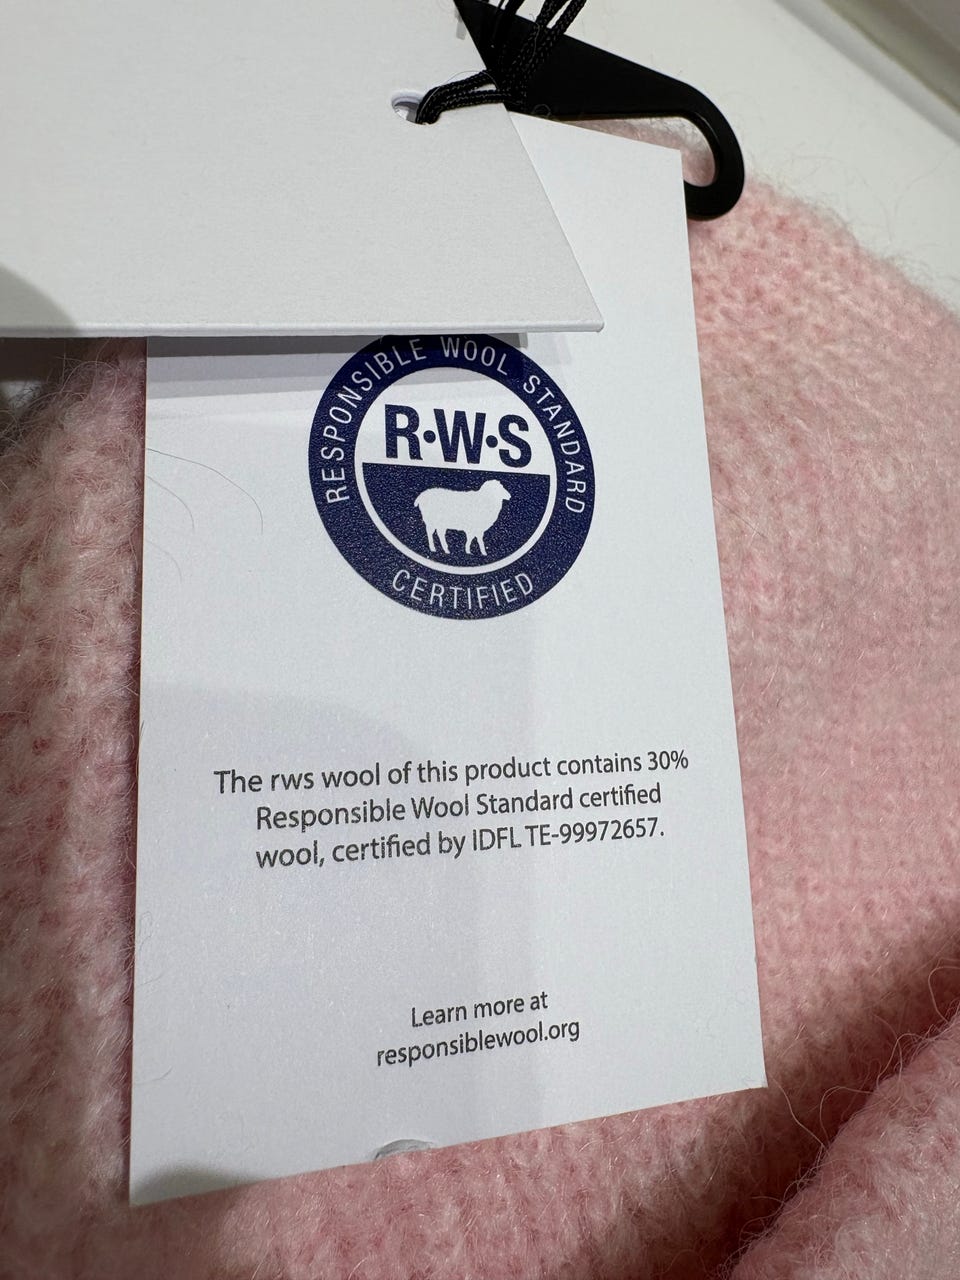 RESPONSIBLE WOOL STANDARD
R·W·S
CERTIFIED
The rws wool of this product contains 30%
Responsible Wool Standard certified
wool, certified by IDFL TE-99972657.
Learn more at
responsiblewool.org